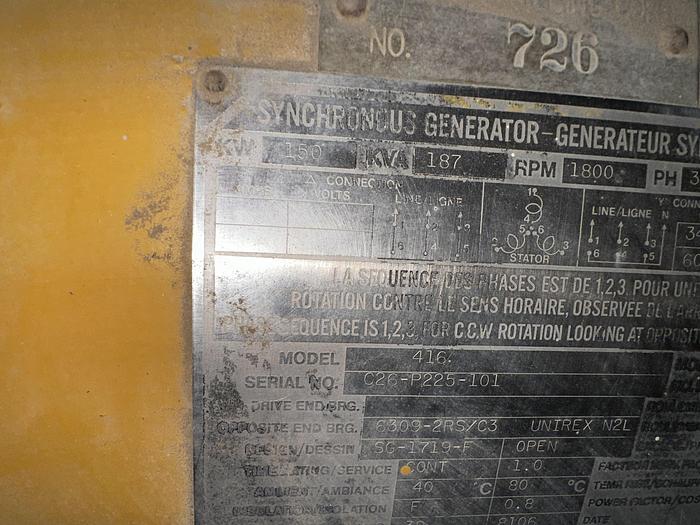 NO. 726
SYNCHRONOUS GENERATOR-GENERATEUR SY
KW 150 KVA 187 RPM 1800 PH 3
CONNECTION
VOLTS LINE/LIGNE
LINE/LIGNE N
STATOR
LA SEQUENCE DES PHASES EST DE 1,2,3. POUR UNE
ROTATION CONTRE LE SENS HORAIRE, OBSERVEE DE L'A
SEQUENCE IS 1,2,3, FOR C.C.W ROTATION LOOKING AT OPPOSIT
MODEL 416.
SERIAL NO. C26-P225-101
DRIVE END BRG.
OPPOSITE END BRG. 6309-2RS/C3 UNIREX N2L
DESIGN/DESSIN SG-1719-F OPEN
TIME RATING/SERVICE CONT 1.0
AMBIENT/AMBIANCE 40 °C 80 °C
INSULATION/ISOLATION F 0.8 POWER FACTOR/COS
DATE